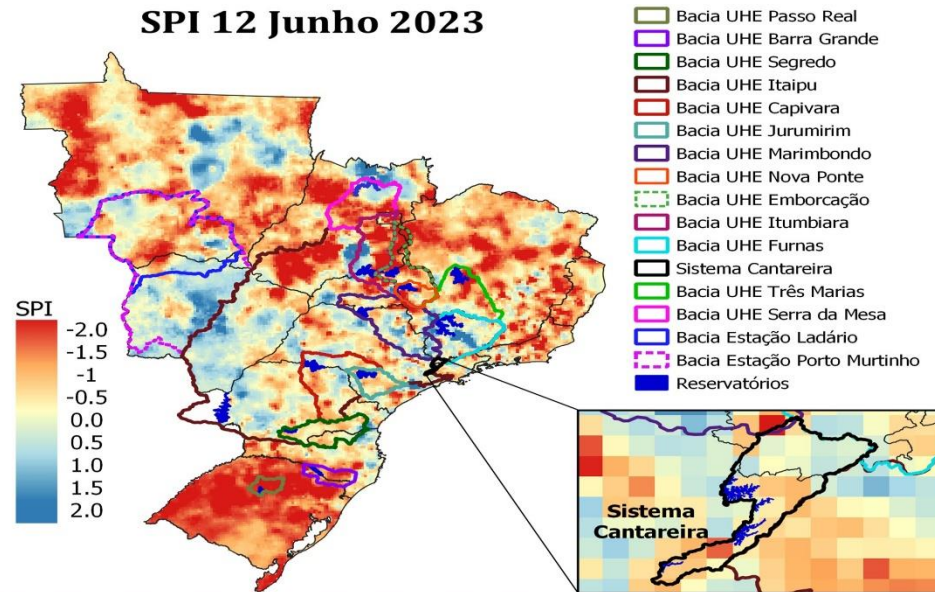 SPI 12 Junho 2023
Bacia UHE Passo Real
Bacia UHE Barra Grande
Bacia UHE Segredo
Bacia UHE Itaipu
Bacia UHE Capivara
Bacia UHE Jurumirim
Bacia UHE Marimbondo
Bacia UHE Nova Ponte
Bacia UHE Emborcação
Bacia UHE Itumbiara
Bacia UHE Furnas
Sistema Cantareira
Bacia UHE Três Marias
Bacia UHE Serra da Mesa
Bacia Estação Ladário
Bacia Estação Porto Murtinho
Reservatórios
SPI
-2.0
-1.5
-1
-0.5
0.0
0.5
1.0
1.5
2.0
Sistema
Cantareira